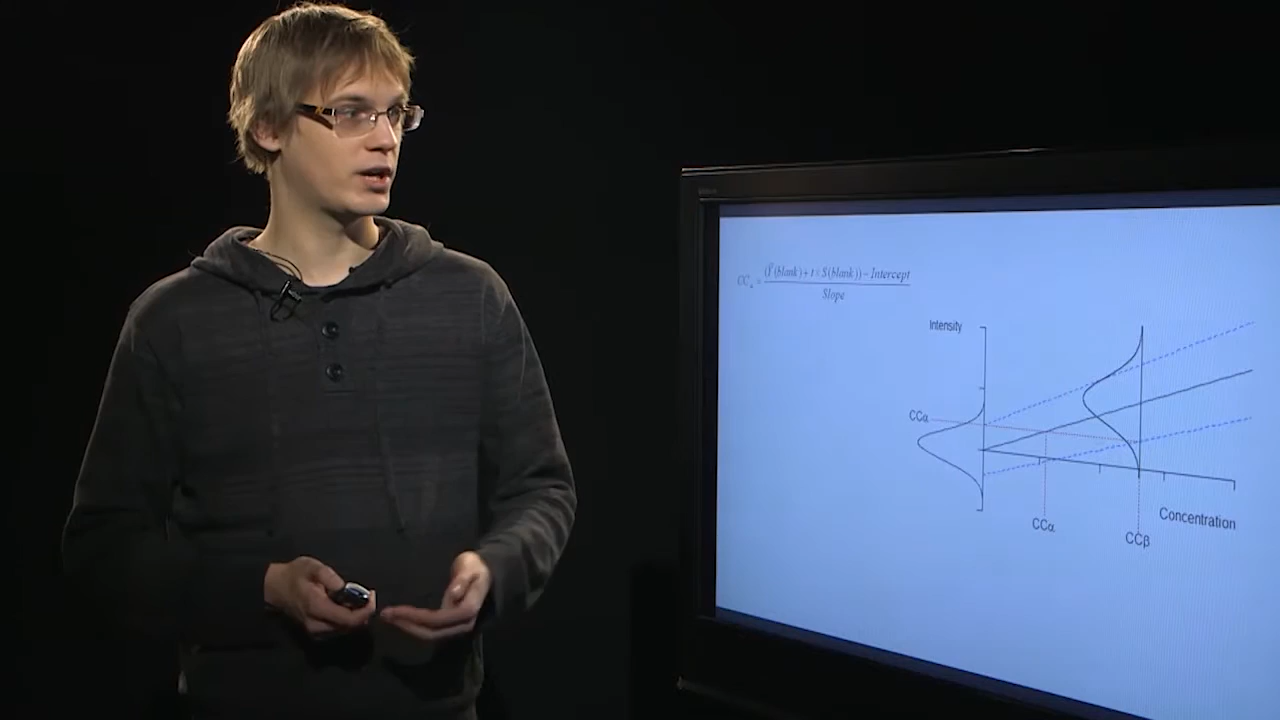 CCα = (Ȳ(blank) + t × S(blank)) − Intercept
Slope
Intensity
CCα
CCα
CCβ
Concentration